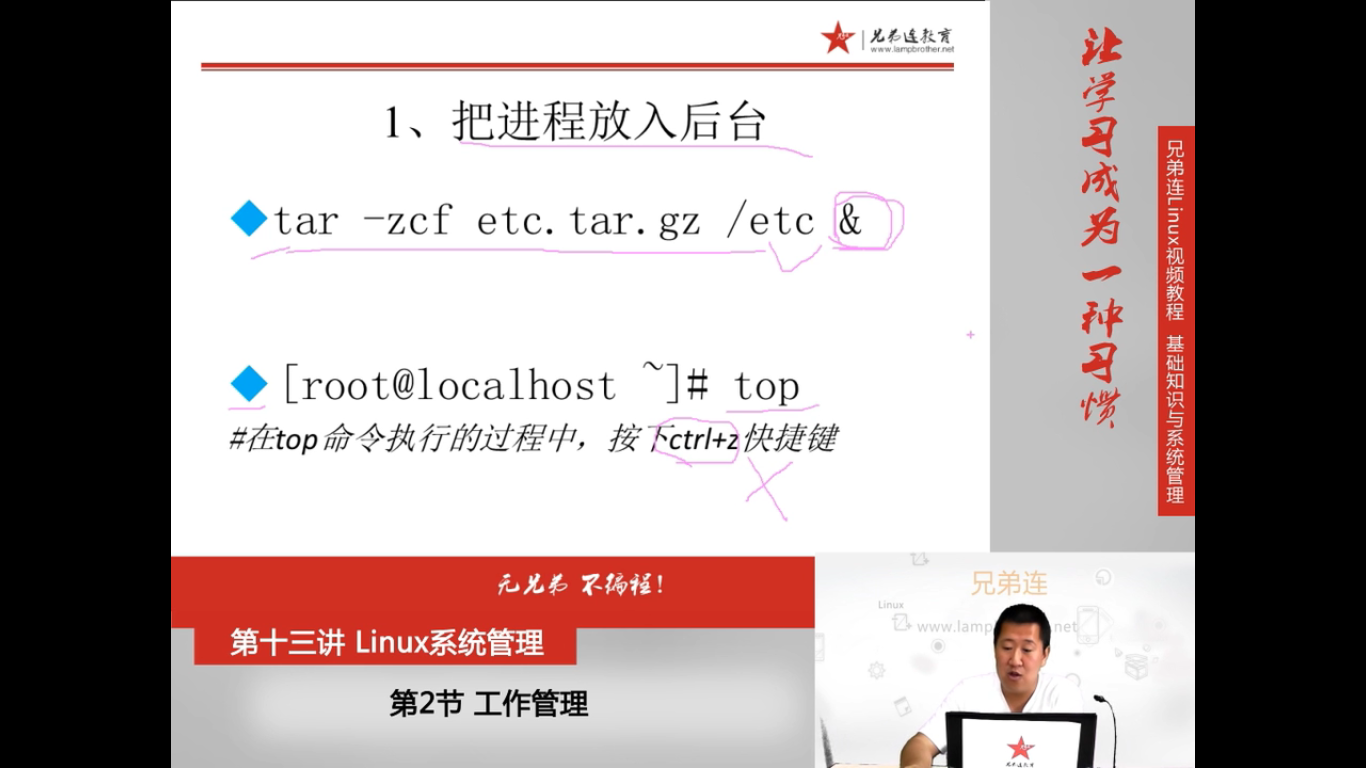 兄弟连教育
www.lampbrother.net
1、把进程放入后台
tar -zcf etc.tar.gz /etc &
[root@localhost ~]# top
#在top命令执行的过程中，按下ctrl+z快捷键
让学习成为一种习惯
兄弟连Linux视频教程 基础知识与系统管理
无兄弟 不编程！
第十三讲 Linux系统管理
第2节 工作管理
兄弟连
Linux
www.lamp net